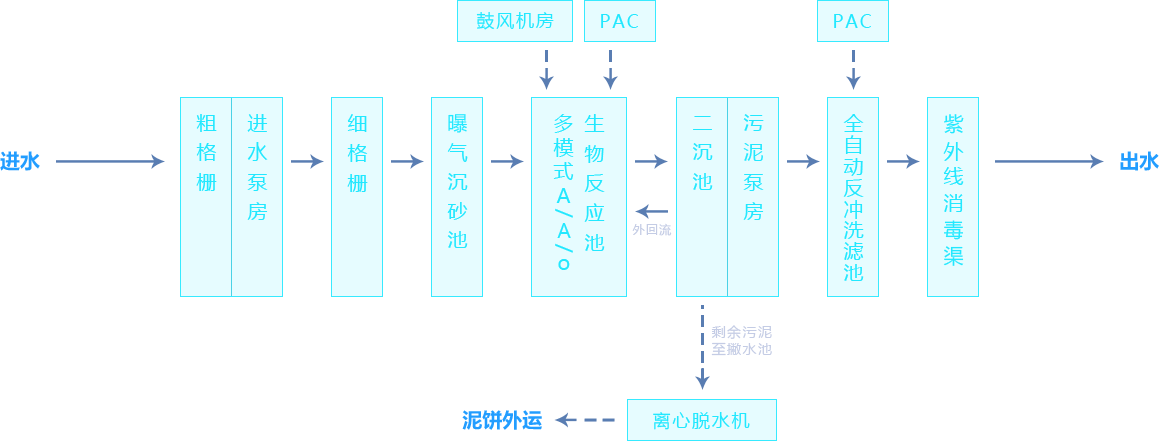 鼓风机房
PAC
PAC
进水
粗格栅
进水泵房
细格栅
曝气沉砂池
多模式A/A/o
生物反应池
外回流
二沉池
污泥泵房
全自动反冲洗滤池
紫外线消毒渠
出水
剩余污泥
至撇水池
泥饼外运
离心脱水机